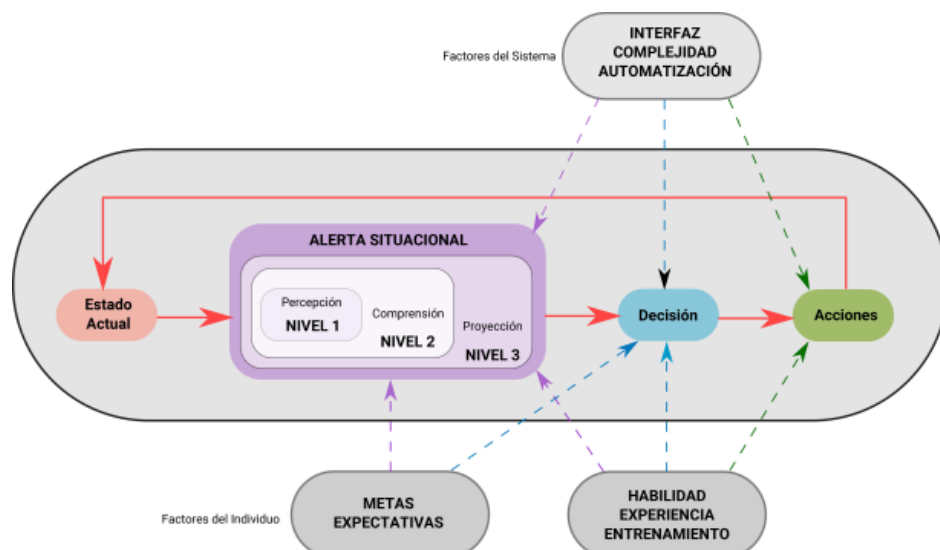 Factores del Sistema
INTERFAZ
COMPLEJIDAD
AUTOMATIZACIÓN
ALERTA SITUACIONAL
Estado
Actual
Percepción
NIVEL 1
Comprensión
NIVEL 2
Proyección
NIVEL 3
Decisión
Acciones
Factores del Individuo
METAS
EXPECTATIVAS
HABILIDAD
EXPERIENCIA
ENTRENAMIENTO